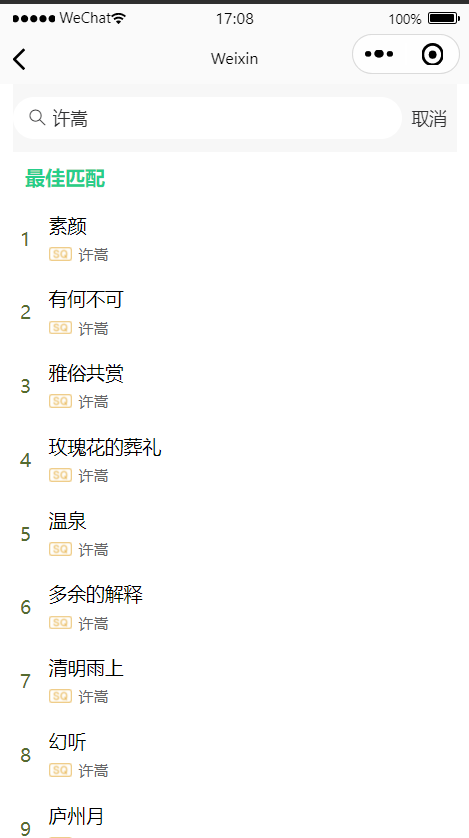 WeChat 17:08 100%
Weixin
许嵩 取消
最佳匹配
1 素颜
SQ 许嵩
2 有何不可
SQ 许嵩
3 雅俗共赏
SQ 许嵩
4 玫瑰花的葬礼
SQ 许嵩
5 温泉
SQ 许嵩
6 多余的解释
SQ 许嵩
7 清明雨上
SQ 许嵩
8 幻听
SQ 许嵩
9 庐州月